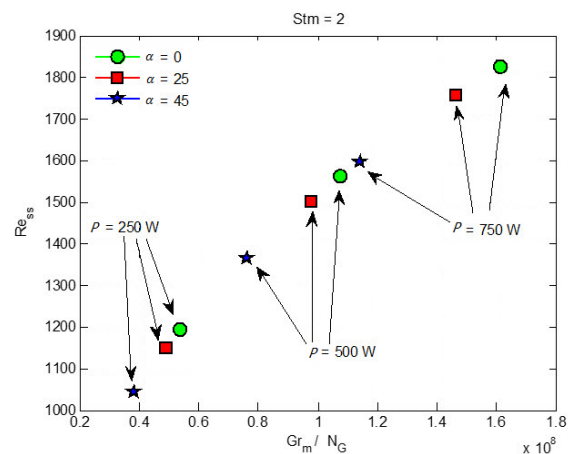 Stm = 2
1900
1800
1700
1600
1500
1400
1300
1200
1100
1000
Re_ss
α = 0
α = 25
α = 45
P = 250 W
P = 750 W
P = 500 W
0.2 0.4 0.6 0.8 1 1.2 1.4 1.6 1.8
Gr_m / N_G
x 10^8